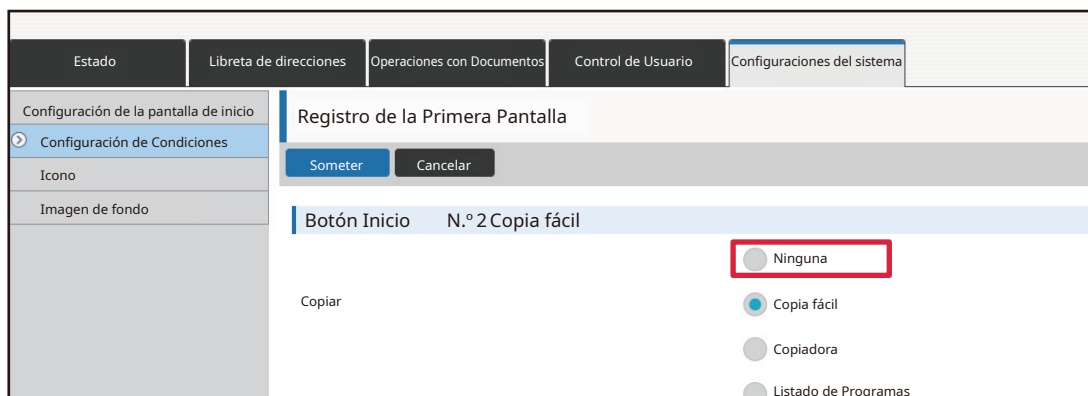 Estado
Libreta de direcciones
Operaciones con Documentos
Control de Usuario
Configuraciones del sistema
Configuración de la pantalla de inicio
Configuración de Condiciones
Icono
Imagen de fondo
Registro de la Primera Pantalla
Someter
Cancelar
Botón Inicio N.º 2 Copia fácil
Ninguna
Copiar
Copia fácil
Copiadora
Listado de Programas